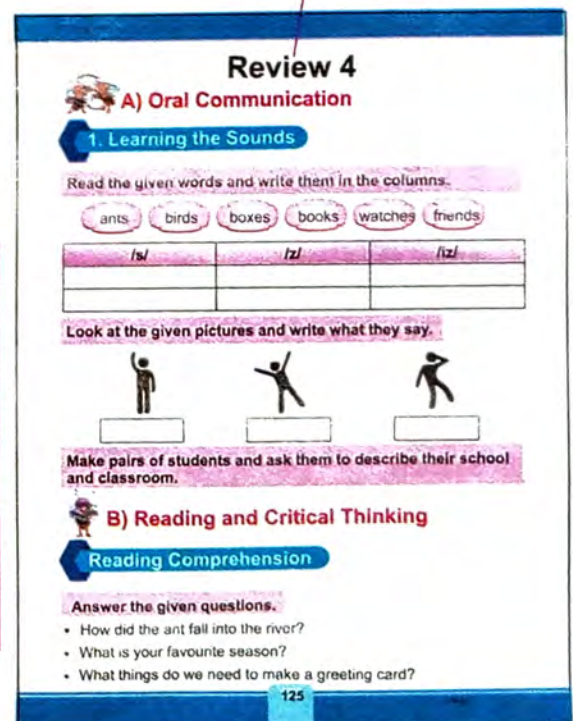 Review 4
A) Oral Communication
1. Learning the Sounds
Read the given words and write them in the columns.
ants birds boxes books watches friends
/s/ /z/ /iz/
Look at the given pictures and write what they say.
Make pairs of students and ask them to describe their school
and classroom.
B) Reading and Critical Thinking
Reading Comprehension
Answer the given questions.
• How did the ant fall into the river?
• What is your favourite season?
• What things do we need to make a greeting card?
125